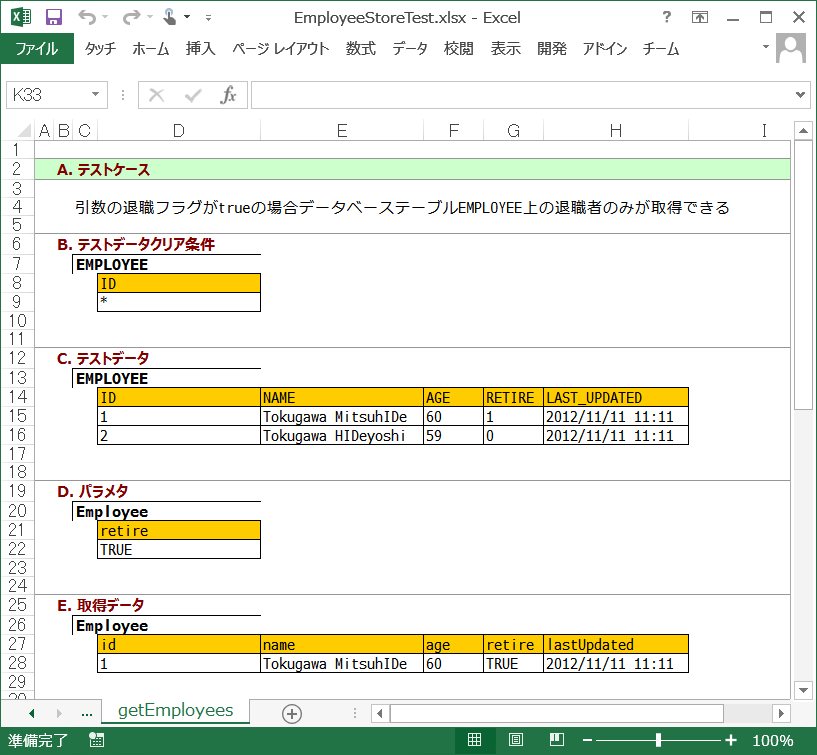 EmployeeStoreTest.xlsx - Excel
ファイル タッチ ホーム 挿入 ページ レイアウト 数式 データ 校閲 表示 開発 アドイン チーム
K33 fx
A B C D E F G H I
1
2 A. テストケース
3
4 引数の退職フラグがtrueの場合データベーステーブルEMPLOYEE上の退職者のみが取得できる
5
6 B. テストデータクリア条件
7 EMPLOYEE
8 ID
9 *
10
11
12 C. テストデータ
13 EMPLOYEE
14 ID NAME AGE RETIRE LAST_UPDATED
15 1 Tokugawa MitsuhIDe 60 1 2012/11/11 11:11
16 2 Tokugawa HIDeyoshi 59 0 2012/11/11 11:11
17
18
19 D. パラメタ
20 Employee
21 retire
22 TRUE
23
24
25 E. 取得データ
26 Employee
27 id name age retire lastUpdated
28 1 Tokugawa MitsuhIDe 60 TRUE 2012/11/11 11:11
29
30
... getEmployees
準備完了 100%